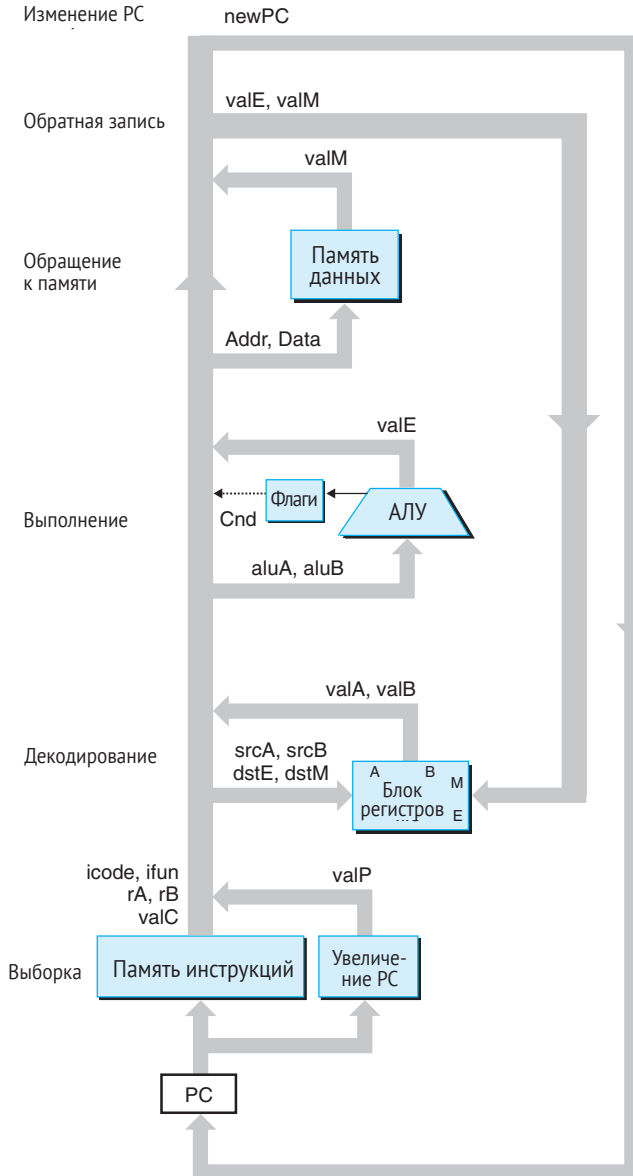 Изменение PC newPC
Обратная запись valE, valM
valM
Память
данных
Обращение
к памяти
Addr, Data
valE
Флаги АЛУ
Cnd
Выполнение
aluA, aluB
valA, valB
Декодирование
srcA, srcB
dstE, dstM
A B M
Блок
регистров E
icode, ifun
rA, rB
valC
valP
Выборка
Память инструкций
Увеличе-
ние PC
PC